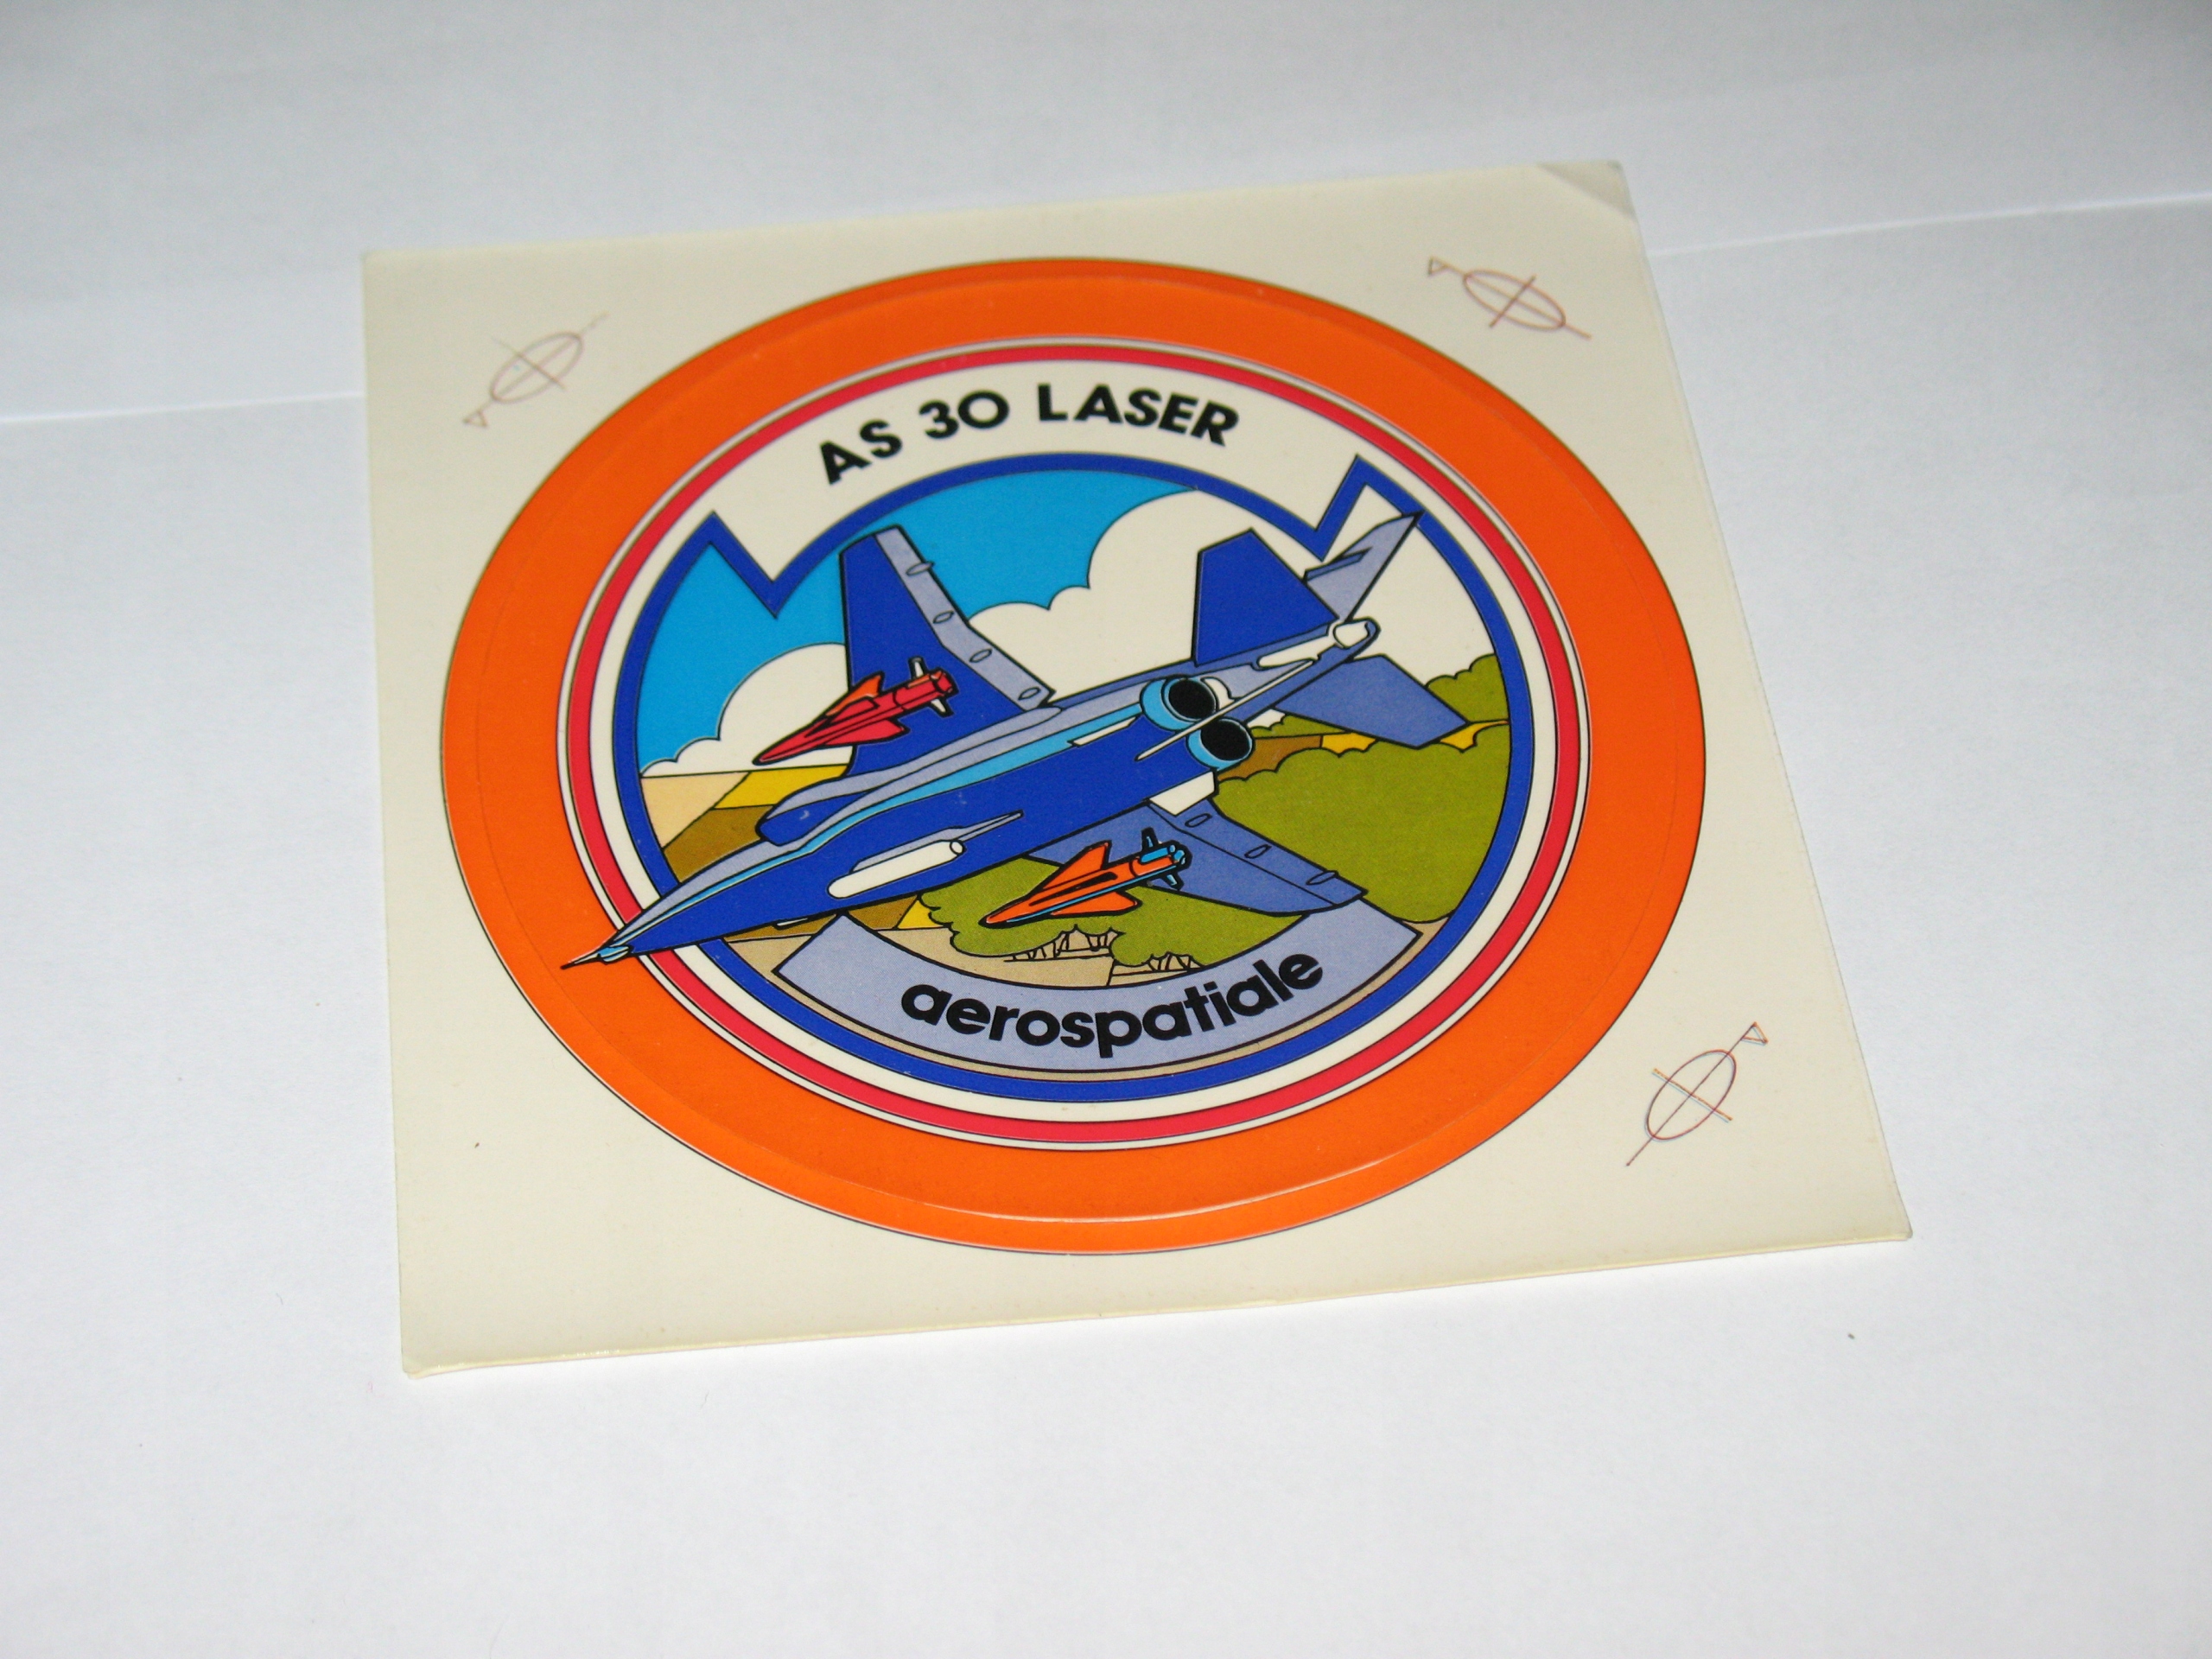 AS 30 LASER
aerospatiale